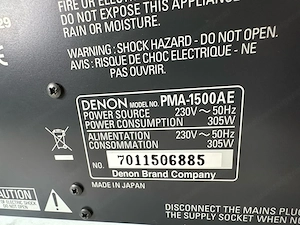 FIRE OR ELECTRIC
DO NOT EXPOSE THIS APPLIANCE
RAIN OR MOISTURE.
WARNING : SHOCK HAZARD - DO NOT OPEN.
AVIS : RISQUE DE CHOC ELECTRIQUE - NE
PAS OUVRIR.
29
DENON MODEL NO. PMA-1500AE
POWER SOURCE 230V ~ 50Hz
POWER CONSUMPTION 305W
ALIMENTATION 230V ~ 50Hz
CONSOMMATION 305W
NO. 7011506885
Denon Brand Company
MADE IN JAPAN
CAUTION
DISCONNECT THE MAINS PLUG
THE SUPPLY SOCKET WHEN NO